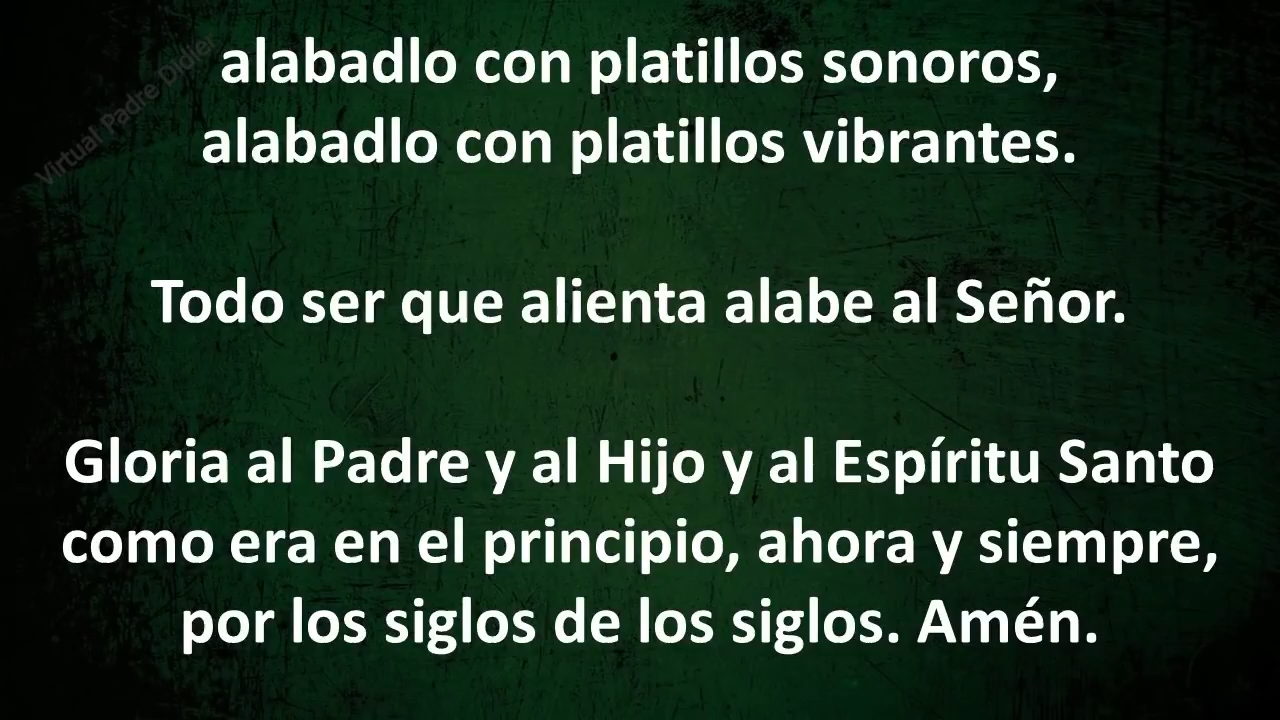 Virtual Padre Didier
alabadlo con platillos sonoros,
alabadlo con platillos vibrantes.
Todo ser que alienta alabe al Señor.
Gloria al Padre y al Hijo y al Espíritu Santo
como era en el principio, ahora y siempre,
por los siglos de los siglos. Amén.